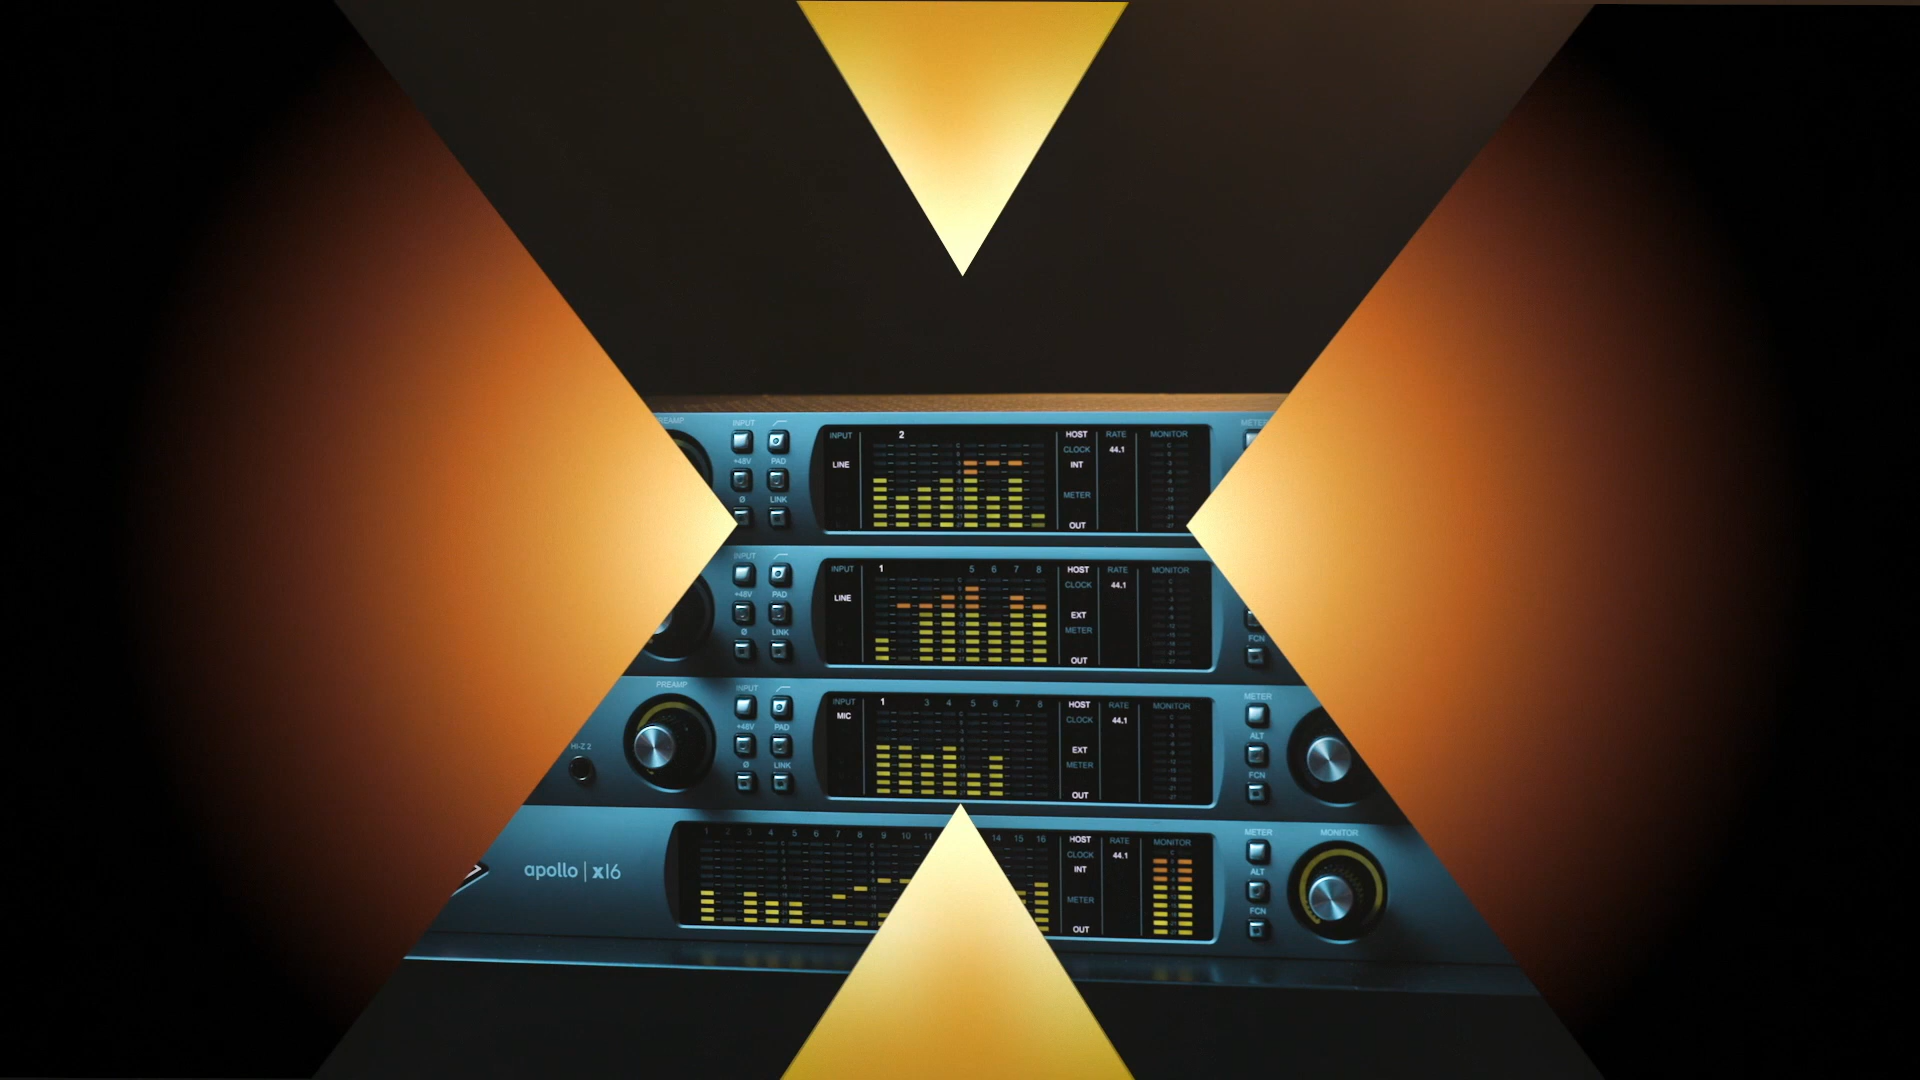 INPUT
INPUT 2 HOST RATE MONITOR
CLOCK 44.1
+48V PAD LINE INT
Ø LINK METER
OUT
INPUT
INPUT 1 5 6 7 8 HOST RATE MONITOR
CLOCK 44.1
+48V PAD LINE EXT
Ø LINK METER FCN
OUT
PREAMP INPUT INPUT 1 3 4 5 6 7 8 HOST RATE MONITOR METER
MIC CLOCK 44.1
+48V PAD ALT
HI-Z 2 EXT
Ø LINK METER FCN
OUT
1 2 3 4 5 6 7 8 9 10 11 14 15 16 HOST RATE MONITOR METER MONITOR
CLOCK 44.1
apollo | x16 INT ALT
METER FCN
OUT